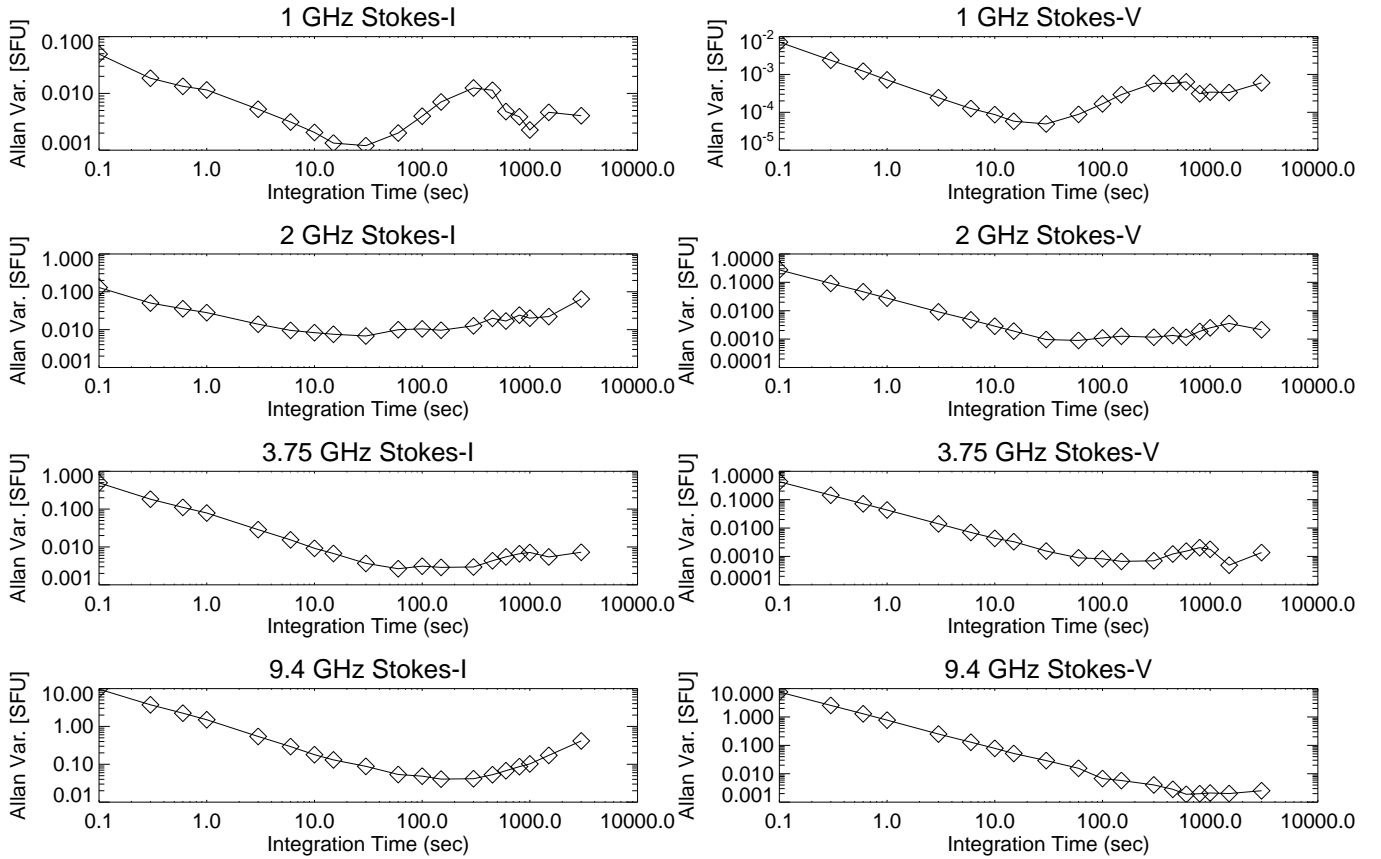 1 GHz Stokes-I
Allan Var. [SFU]
0.100
0.010
0.001
0.1 1.0 10.0 100.0 1000.0 10000.0
Integration Time (sec)
1 GHz Stokes-V
Allan Var. [SFU]
10-2
10-3
10-4
10-5
0.1 1.0 10.0 100.0 1000.0 10000.0
Integration Time (sec)
2 GHz Stokes-I
Allan Var. [SFU]
1.000
0.100
0.010
0.001
0.1 1.0 10.0 100.0 1000.0 10000.0
Integration Time (sec)
2 GHz Stokes-V
Allan Var. [SFU]
1.0000
0.1000
0.0100
0.0010
0.0001
0.1 1.0 10.0 100.0 1000.0 10000.0
Integration Time (sec)
3.75 GHz Stokes-I
Allan Var. [SFU]
1.000
0.100
0.010
0.001
0.1 1.0 10.0 100.0 1000.0 10000.0
Integration Time (sec)
3.75 GHz Stokes-V
Allan Var. [SFU]
1.0000
0.1000
0.0100
0.0010
0.0001
0.1 1.0 10.0 100.0 1000.0 10000.0
Integration Time (sec)
9.4 GHz Stokes-I
Allan Var. [SFU]
10.00
1.00
0.10
0.01
0.1 1.0 10.0 100.0 1000.0 10000.0
Integration Time (sec)
9.4 GHz Stokes-V
Allan Var. [SFU]
10.000
1.000
0.100
0.010
0.001
0.1 1.0 10.0 100.0 1000.0 10000.0
Integration Time (sec)